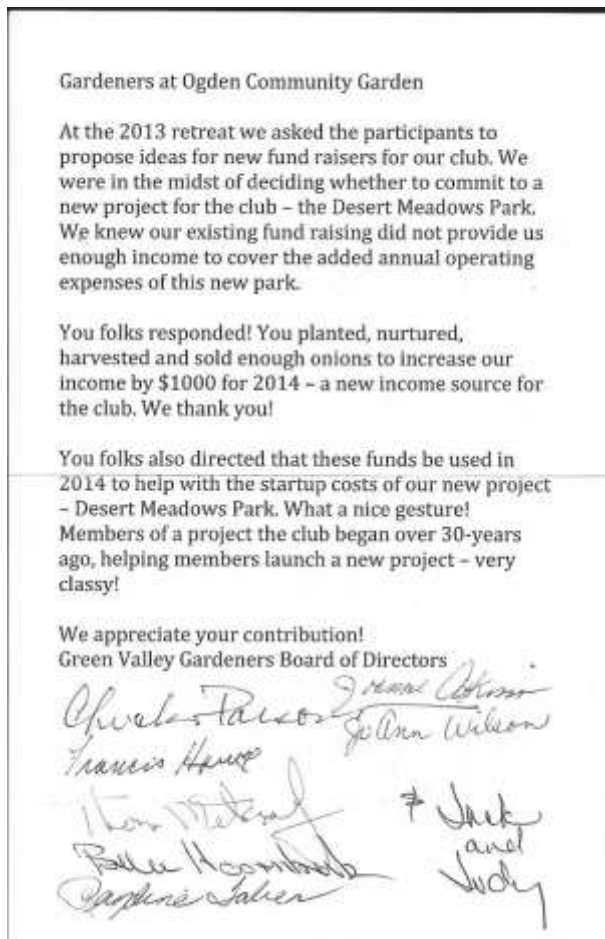 Gardeners at Ogden Community Garden
At the 2013 retreat we asked the participants to
propose ideas for new fund raisers for our club. We
were in the midst of deciding whether to commit to a
new project for the club – the Desert Meadows Park.
We knew our existing fund raising did not provide us
enough income to cover the added annual operating
expenses of this new park.
You folks responded! You planted, nurtured,
harvested and sold enough onions to increase our
income by $1000 for 2014 – a new income source for
the club. We thank you!
You folks also directed that these funds be used in
2014 to help with the startup costs of our new project
– Desert Meadows Park. What a nice gesture!
Members of a project the club began over 30-years
ago, helping members launch a new project – very
classy!
We appreciate your contribution!
Green Valley Gardeners Board of Directors
Joanne
Chuck Parsons
JoAnn Wilson
Francis
Metcalf
Jack
and
Judy